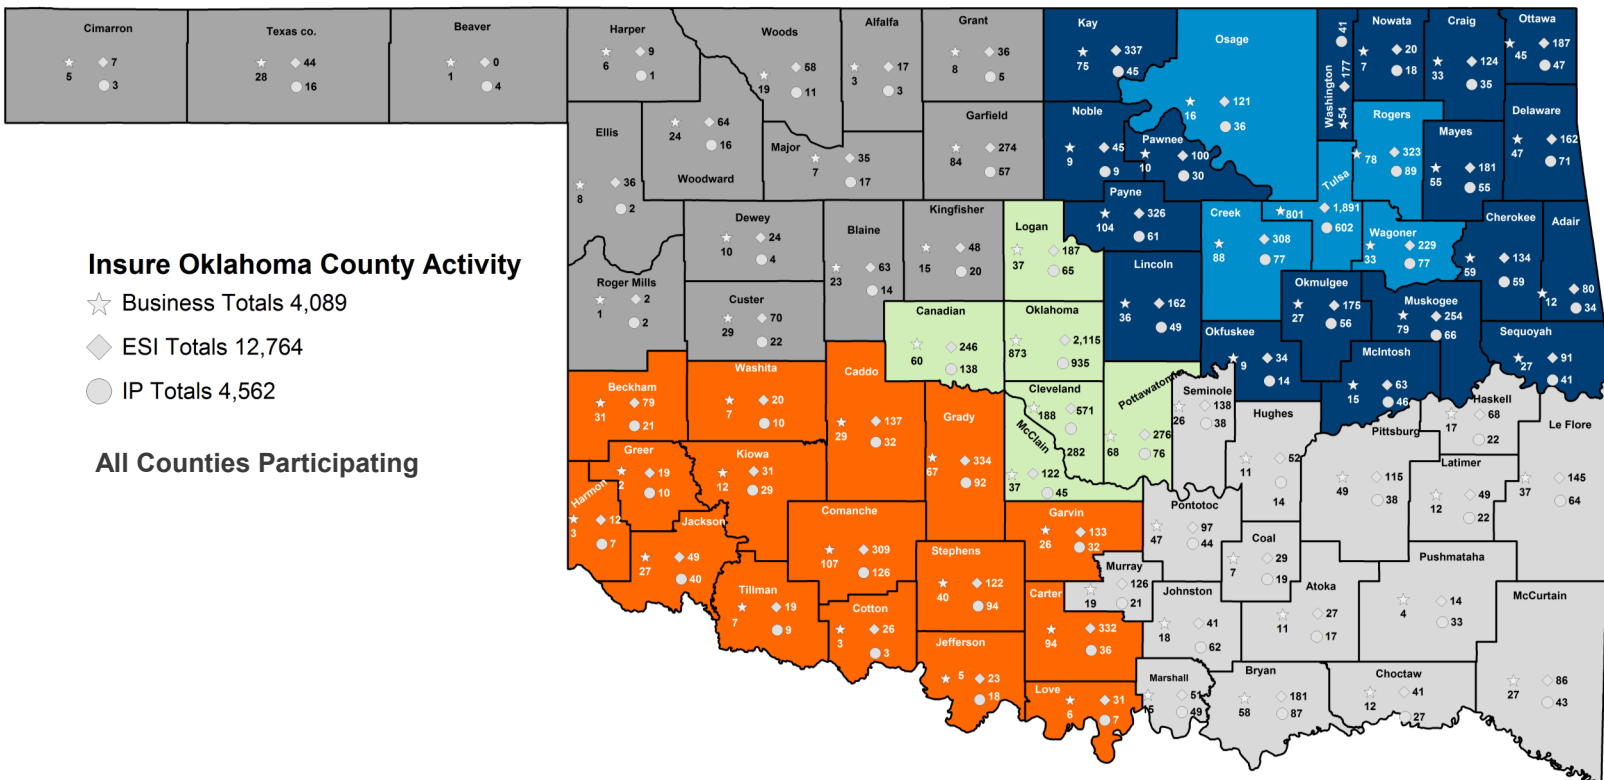 Cimarron
7
5
3
Texas co.
44
28
16
Beaver
0
1
4
Harper
9
6
1
Woods
58
19
11
Alfalfa
17
3
3
Grant
36
8
5
Kay
337
75
45
Osage
121
16
36
Washington
54
177
41
Nowata
20
7
18
Craig
124
33
35
Ottawa
187
45
47
Ellis
36
8
2
64
24
16
Woodward
Major
35
7
17
Garfield
274
84
57
Noble
45
9
9
Pawnee
100
10
30
Rogers
78
323
89
Mayes
181
55
55
Delaware
162
47
71
Dewey
24
10
4
Blaine
63
23
14
Kingfisher
48
15
20
Logan
187
37
65
Payne
326
104
61
Creek
308
88
77
Tulsa
801
1,891
602
Wagoner
229
33
77
Cherokee
134
59
59
Adair
80
12
34
Insure Oklahoma County Activity
Business Totals 4,089
ESI Totals 12,764
IP Totals 4,562
All Counties Participating
Roger Mills
2
1
2
Custer
70
29
22
Canadian
246
60
138
Oklahoma
2,115
873
935
Lincoln
162
36
49
Okmulgee
175
27
56
Muskogee
254
79
66
Sequoyah
91
27
41
Okfuskee
34
9
14
McIntosh
63
15
46
Beckham
79
31
21
Washita
20
7
10
Caddo
137
29
32
Grady
334
67
92
Cleveland
571
188
282
McClain
122
37
45
Pottawatomie
276
68
76
Seminole
138
26
38
Hughes
52
11
14
Pittsburg
115
49
38
Haskell
68
17
22
Le Flore
145
37
64
Latimer
49
12
22
Greer
19
2
10
Kiowa
31
12
29
Harmon
12
3
7
Jackson
49
27
40
Comanche
309
107
126
Stephens
122
40
94
Garvin
133
26
32
Murray
126
19
21
Pontotoc
97
47
44
Coal
29
7
19
Pushmataha
14
4
33
McCurtain
86
27
43
Tillman
19
7
9
Cotton
26
3
3
Carter
332
94
36
Johnston
41
18
62
Atoka
27
11
17
Jefferson
5
23
18
Love
31
6
7
Marshall
51
15
49
Bryan
181
58
87
Choctaw
41
12
27